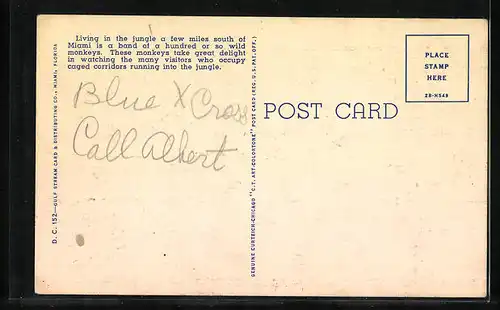 Living in the jungle a few miles south of
Miami is a band of a hundred or so wild
monkeys. These monkeys take great delight
in watching the many visitors who occupy
caged corridors running into the jungle.
Blue X Cross
Call Albert
D. C. 152—GULF STREAM CARD & DISTRIBUTING CO., MIAMI, FLORIDA
GENUINE CURTEICH-CHICAGO "C.T. ART-COLORTONE" POST CARD (REG. U.S. PAT. OFF.)
POST CARD
PLACE
STAMP
HERE
2B-H548